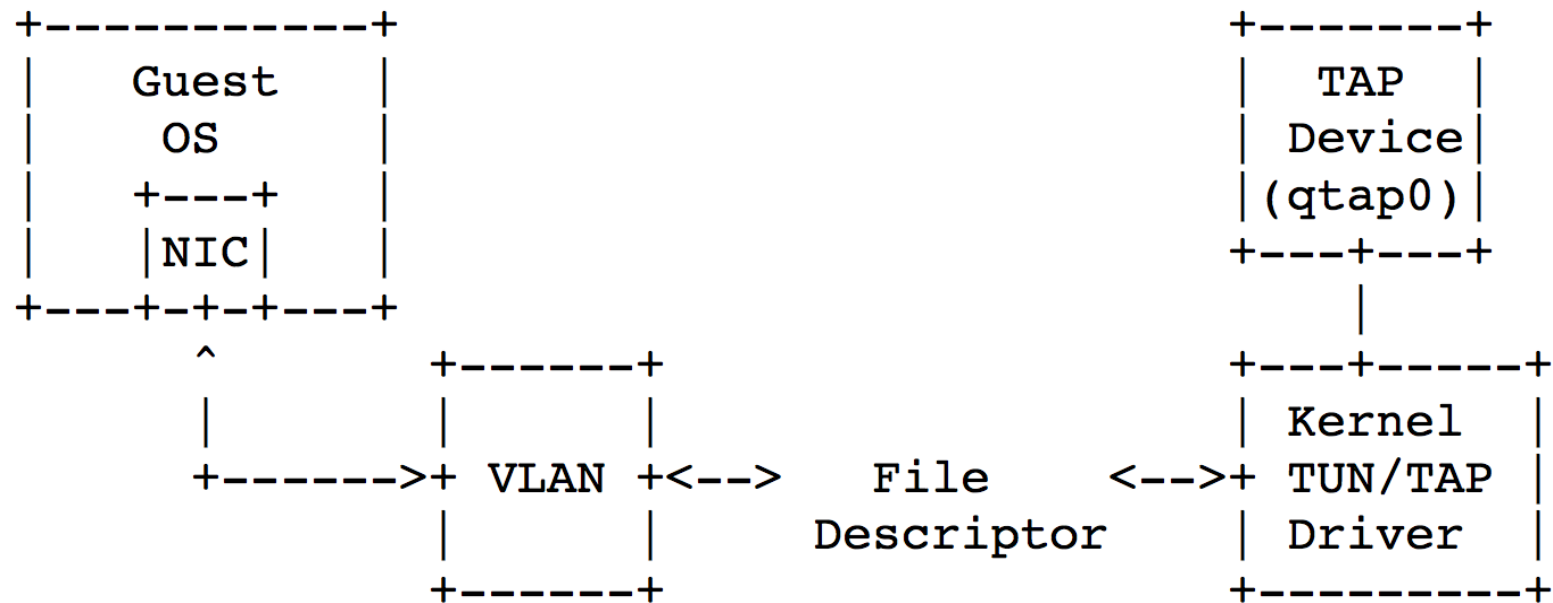 Guest
OS
NIC
TAP
Device
(qtap0)
VLAN
File
Descriptor
Kernel
TUN/TAP
Driver